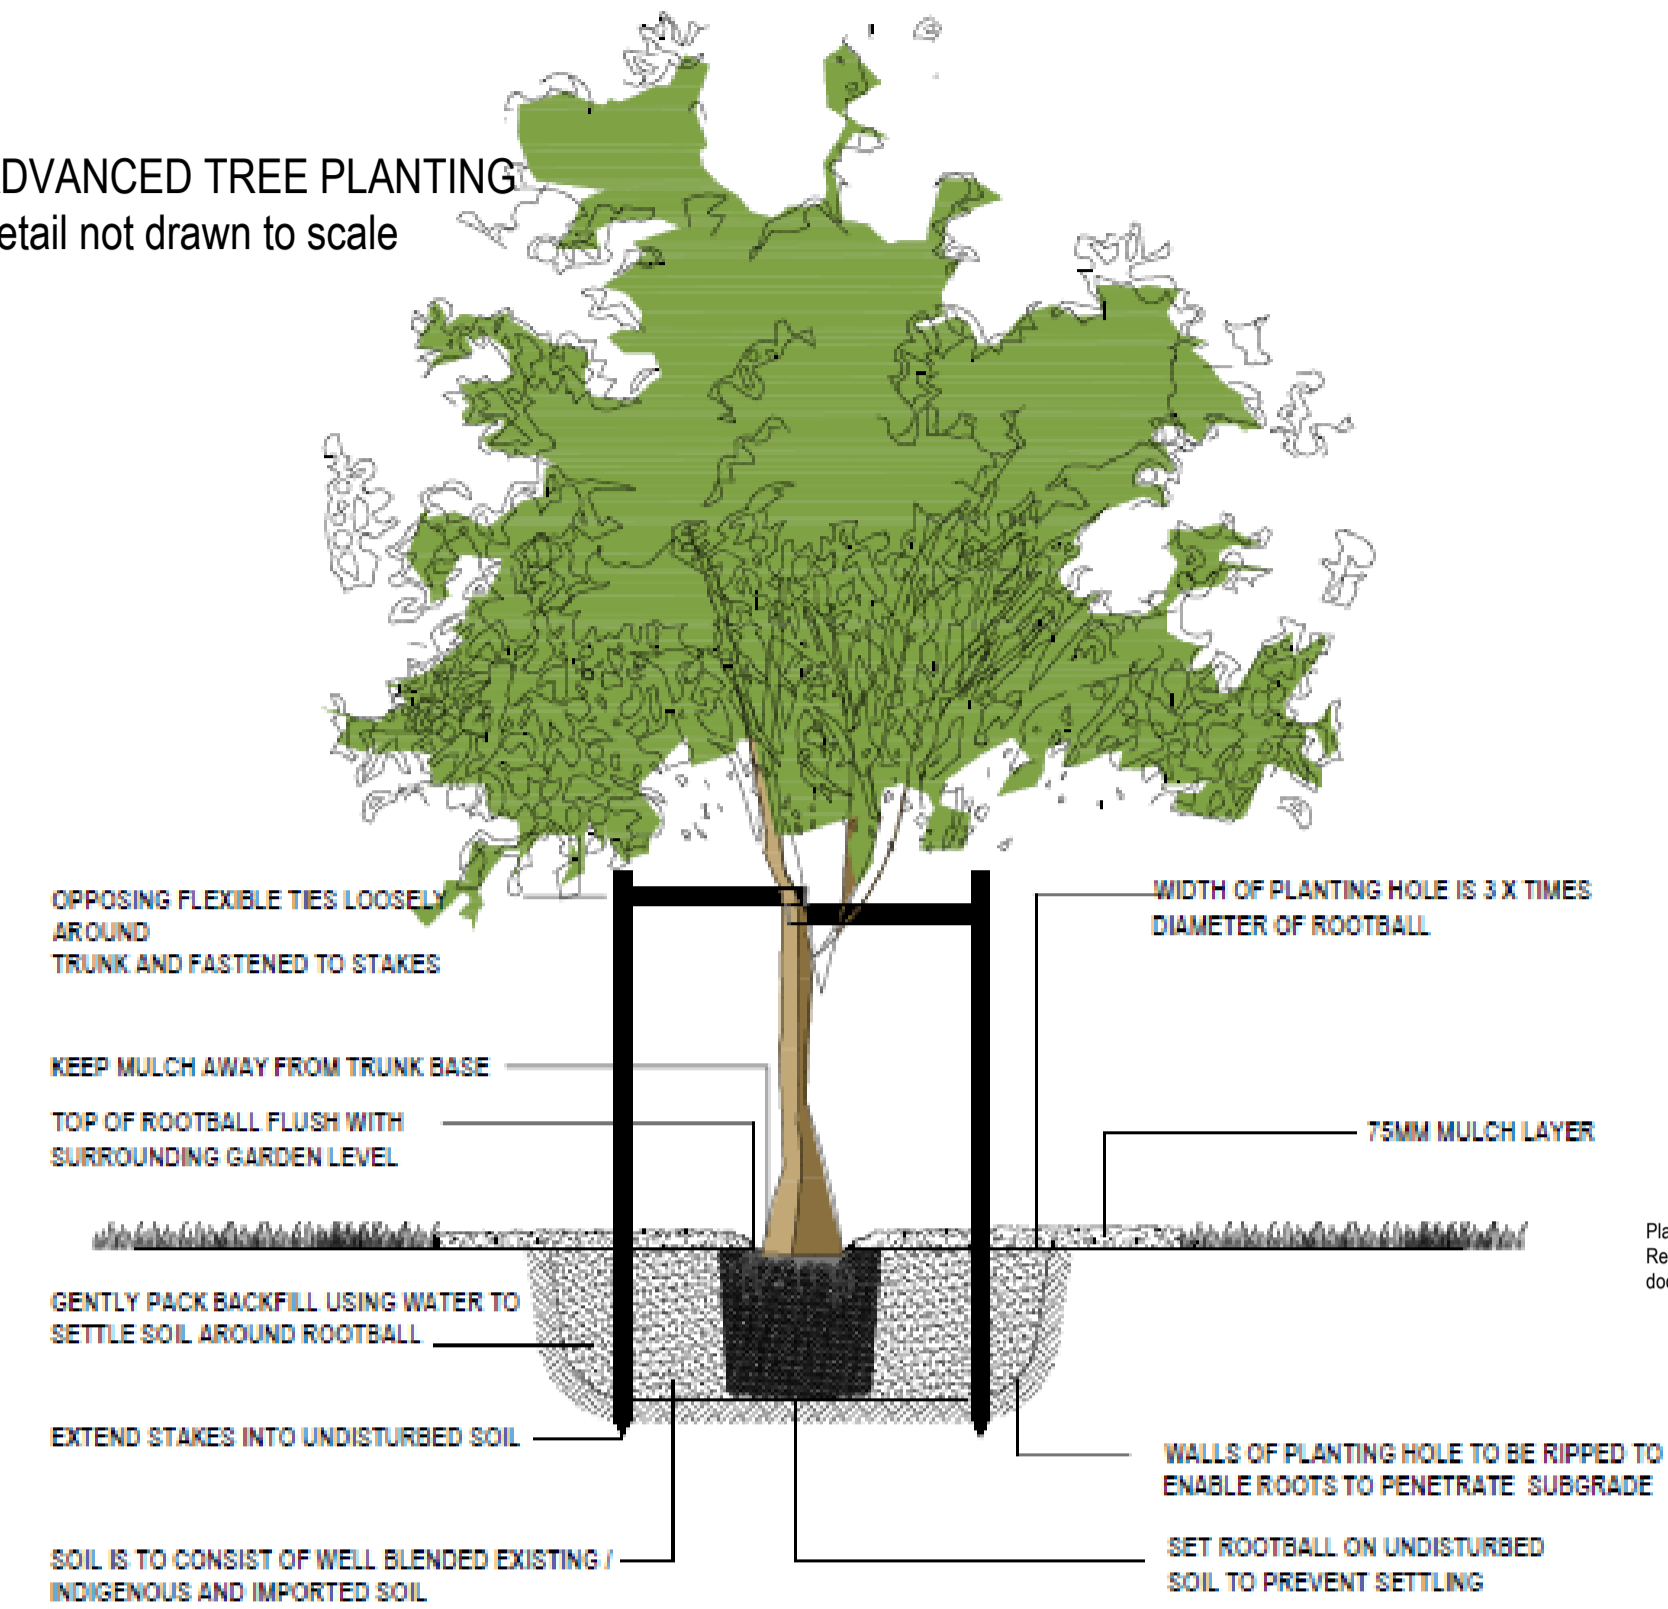 DVANCED TREE PLANTING
etail not drawn to scale
OPPOSING FLEXIBLE TIES LOOSELY
AROUND
TRUNK AND FASTENED TO STAKES
WIDTH OF PLANTING HOLE IS 3 X TIMES
DIAMETER OF ROOTBALL
KEEP MULCH AWAY FROM TRUNK BASE
TOP OF ROOTBALL FLUSH WITH
SURROUNDING GARDEN LEVEL
75MM MULCH LAYER
Pla
Re
do
GENTLY PACK BACKFILL USING WATER TO
SETTLE SOIL AROUND ROOTBALL
EXTEND STAKES INTO UNDISTURBED SOIL
WALLS OF PLANTING HOLE TO BE RIPPED TO
ENABLE ROOTS TO PENETRATE SUBGRADE
SOIL IS TO CONSIST OF WELL BLENDED EXISTING /
INDIGENOUS AND IMPORTED SOIL
SET ROOTBALL ON UNDISTURBED
SOIL TO PREVENT SETTLING